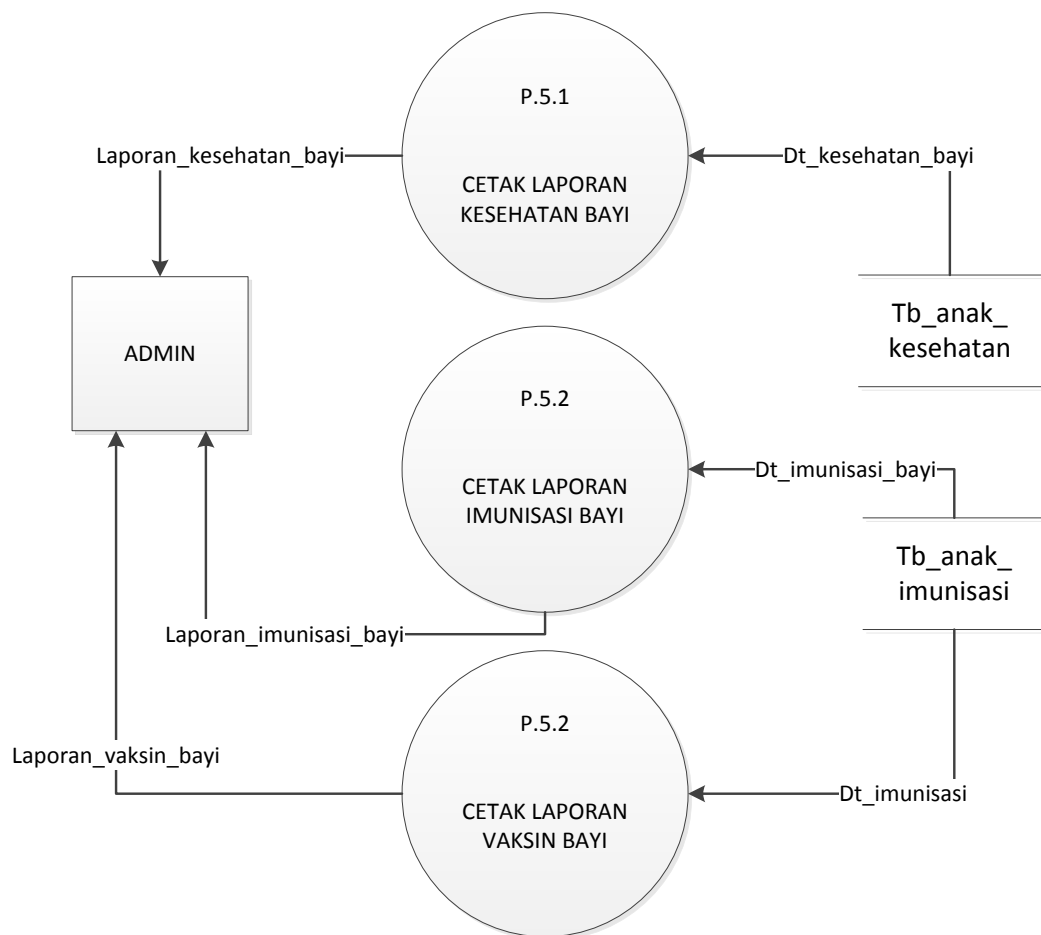 P.5.1
Laporan_kesehatan_bayi
Dt_kesehatan_bayi
CETAK LAPORAN
KESEHATAN BAYI
Tb_anak_
kesehatan
ADMIN
P.5.2
Dt_imunisasi_bayi
CETAK LAPORAN
IMUNISASI BAYI
Tb_anak_
imunisasi
Laporan_imunisasi_bayi
P.5.2
Laporan_vaksin_bayi
Dt_imunisasi
CETAK LAPORAN
VAKSIN BAYI